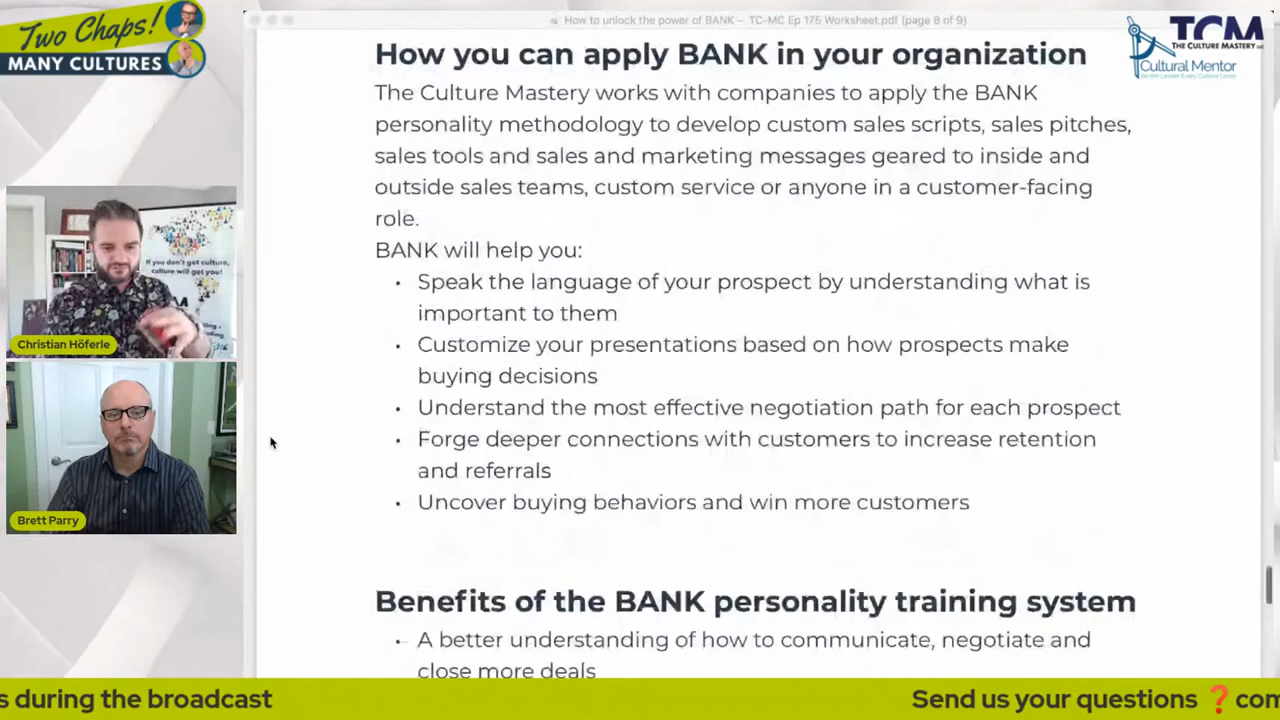 Two Chaps!
MANY CULTURES
How to unlock the power of BANK – TC-MC Ep 175 Worksheet.pdf (page 8 of 9)
TCM
THE CULTURE MASTERY LLC
Cultural Mentor
Be the Leader Every Culture Loves
How you can apply BANK in your organization
The Culture Mastery works with companies to apply the BANK
personality methodology to develop custom sales scripts, sales pitches,
sales tools and sales and marketing messages geared to inside and
outside sales teams, custom service or anyone in a customer-facing
role.
BANK will help you:
• Speak the language of your prospect by understanding what is
important to them
• Customize your presentations based on how prospects make
buying decisions
• Understand the most effective negotiation path for each prospect
• Forge deeper connections with customers to increase retention
and referrals
• Uncover buying behaviors and win more customers
Benefits of the BANK personality training system
• A better understanding of how to communicate, negotiate and
close more deals
If you don't get culture,
culture will get you!
Christian Höferle
Brett Parry
s during the broadcast
Send us your questions ❓ com